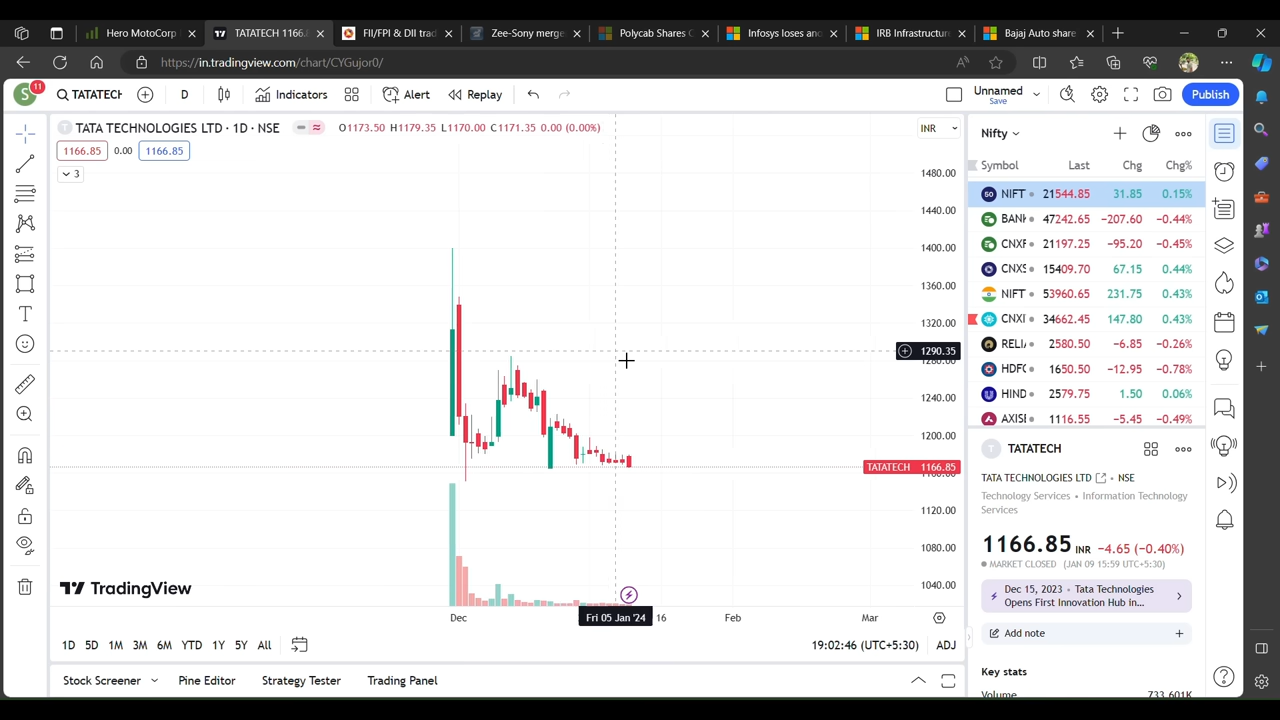 Hero MotoCorp
TATATECH 1166.
FII/FPI & DII trad
Zee-Sony merge
Polycab Shares
Infosys loses an
IRB Infrastructur
Bajaj Auto share
https://in.tradingview.com/chart/CYGujor0/
S 11
TATATECH
D
Indicators
Alert
Replay
Unnamed
Save
Publish
TATA TECHNOLOGIES LTD · 1D · NSE
O1173.50 H1179.35 L1170.00 C1171.35 0.00 (0.00%)
INR
1166.85 0.00 1166.85
3
1480.00
1440.00
1400.00
1360.00
1320.00
1290.35
1280.00
1240.00
1200.00
TATATECH 1166.85
1120.00
1080.00
1040.00
TradingView
Dec
Fri 05 Jan '24
16
Feb
Mar
1D 5D 1M 3M 6M YTD 1Y 5Y All
19:02:46 (UTC+5:30)
ADJ
Stock Screener
Pine Editor
Strategy Tester
Trading Panel
Nifty
Symbol Last Chg Chg%
50 NIFT 21544.85 31.85 0.15%
BANK 47242.65 −207.60 −0.44%
CNXF 21197.25 −95.20 −0.45%
CNXS 15409.70 67.15 0.44%
NIFT 53960.65 231.75 0.43%
CNXI 34662.45 147.80 0.43%
RELI 2580.50 −6.85 −0.26%
HDFC 1650.50 −12.95 −0.78%
HIND 2579.75 1.50 0.06%
AXISE 1116.55 −5.45 −0.49%
T TATATECH
TATA TECHNOLOGIES LTD • NSE
Technology Services • Information Technology
Services
1166.85 INR −4.65 (−0.40%)
MARKET CLOSED (JAN 09 15:59 UTC+5:30)
Dec 15, 2023 • Tata Technologies
Opens First Innovation Hub in...
Add note
Key stats
Volume 733.601K